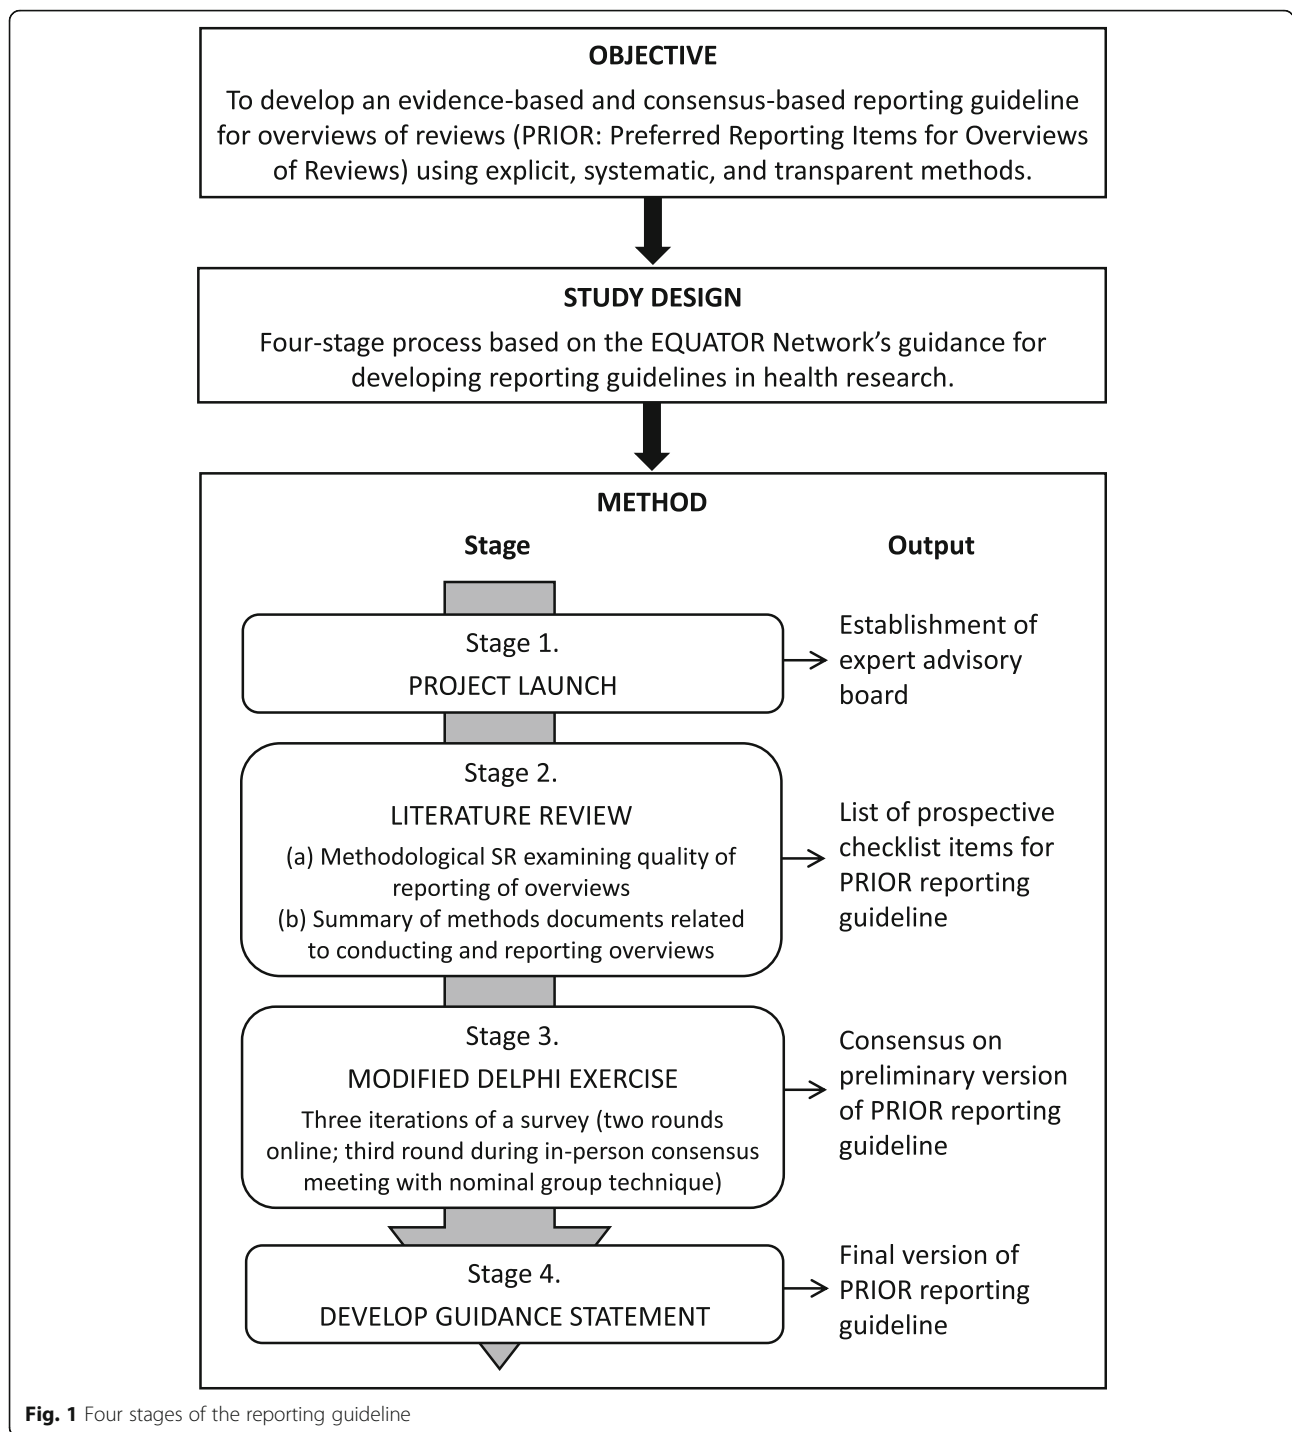 OBJECTIVE
To develop an evidence-based and consensus-based reporting guideline
for overviews of reviews (PRIOR: Preferred Reporting Items for Overviews
of Reviews) using explicit, systematic, and transparent methods.
STUDY DESIGN
Four-stage process based on the EQUATOR Network’s guidance for
developing reporting guidelines in health research.
METHOD
Stage
Output
Stage 1.
PROJECT LAUNCH
Establishment of
expert advisory
board
Stage 2.
LITERATURE REVIEW
(a) Methodological SR examining quality of
reporting of overviews
(b) Summary of methods documents related
to conducting and reporting overviews
List of prospective
checklist items for
PRIOR reporting
guideline
Stage 3.
MODIFIED DELPHI EXERCISE
Three iterations of a survey (two rounds
online; third round during in-person consensus
meeting with nominal group technique)
Consensus on
preliminary version
of PRIOR reporting
guideline
Stage 4.
DEVELOP GUIDANCE STATEMENT
Final version of
PRIOR reporting
guideline
Fig. 1 Four stages of the reporting guideline